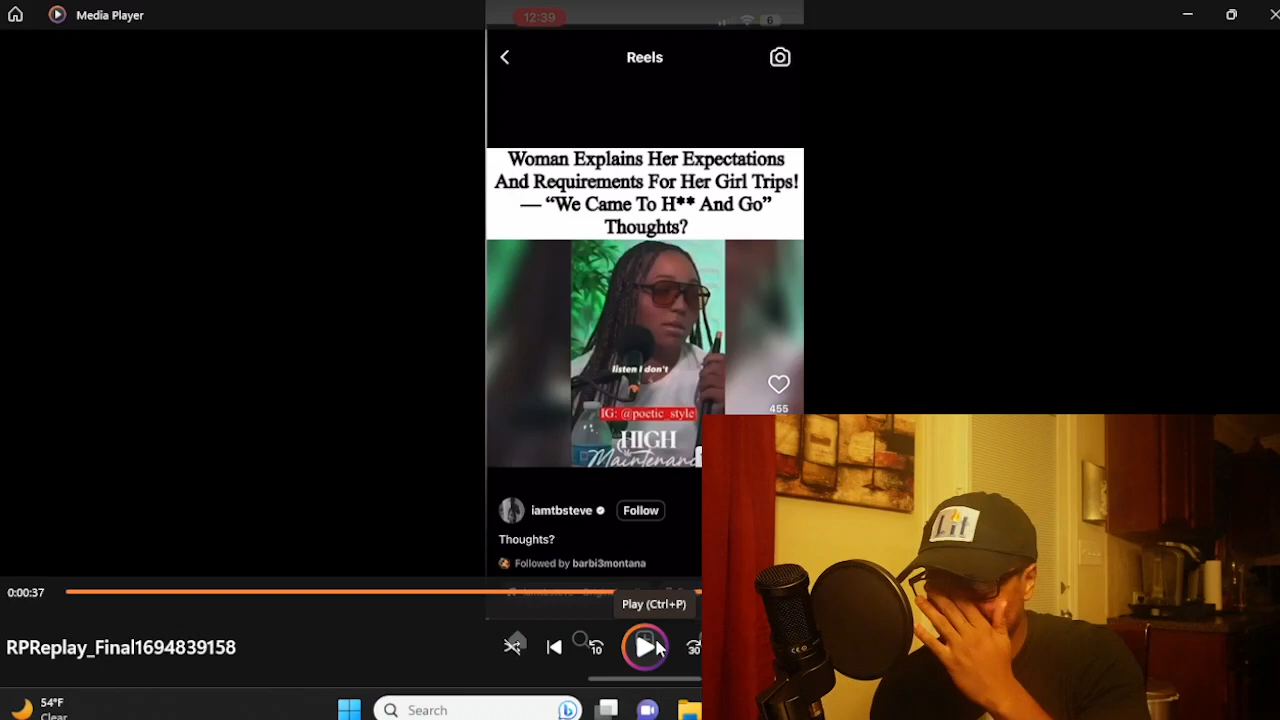 Media Player
12:39
6
Reels
Woman Explains Her Expectations
And Requirements For Her Girl Trips!
— “We Came To H** And Go”
Thoughts?
listen I don't
455
IG: @poetic_style
HIGH
Maintenanc
Lit
iamtbsteve
Follow
Thoughts?
Followed by barbi3montana
0:00:37
Play (Ctrl+P)
RPReplay_Final1694839158
10
30
54°F
Clear
Search